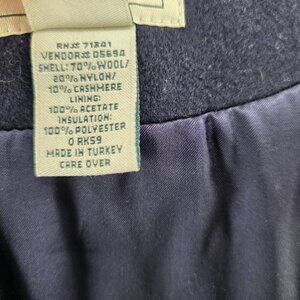 RN# 71341
VENDOR# 05694
SHELL: 70% WOOL/
20% NYLON/
10% CASHMERE
LINING:
100% ACETATE
INSULATION:
100% POLYESTER
0 RK59
MADE IN TURKEY
CARE OVER